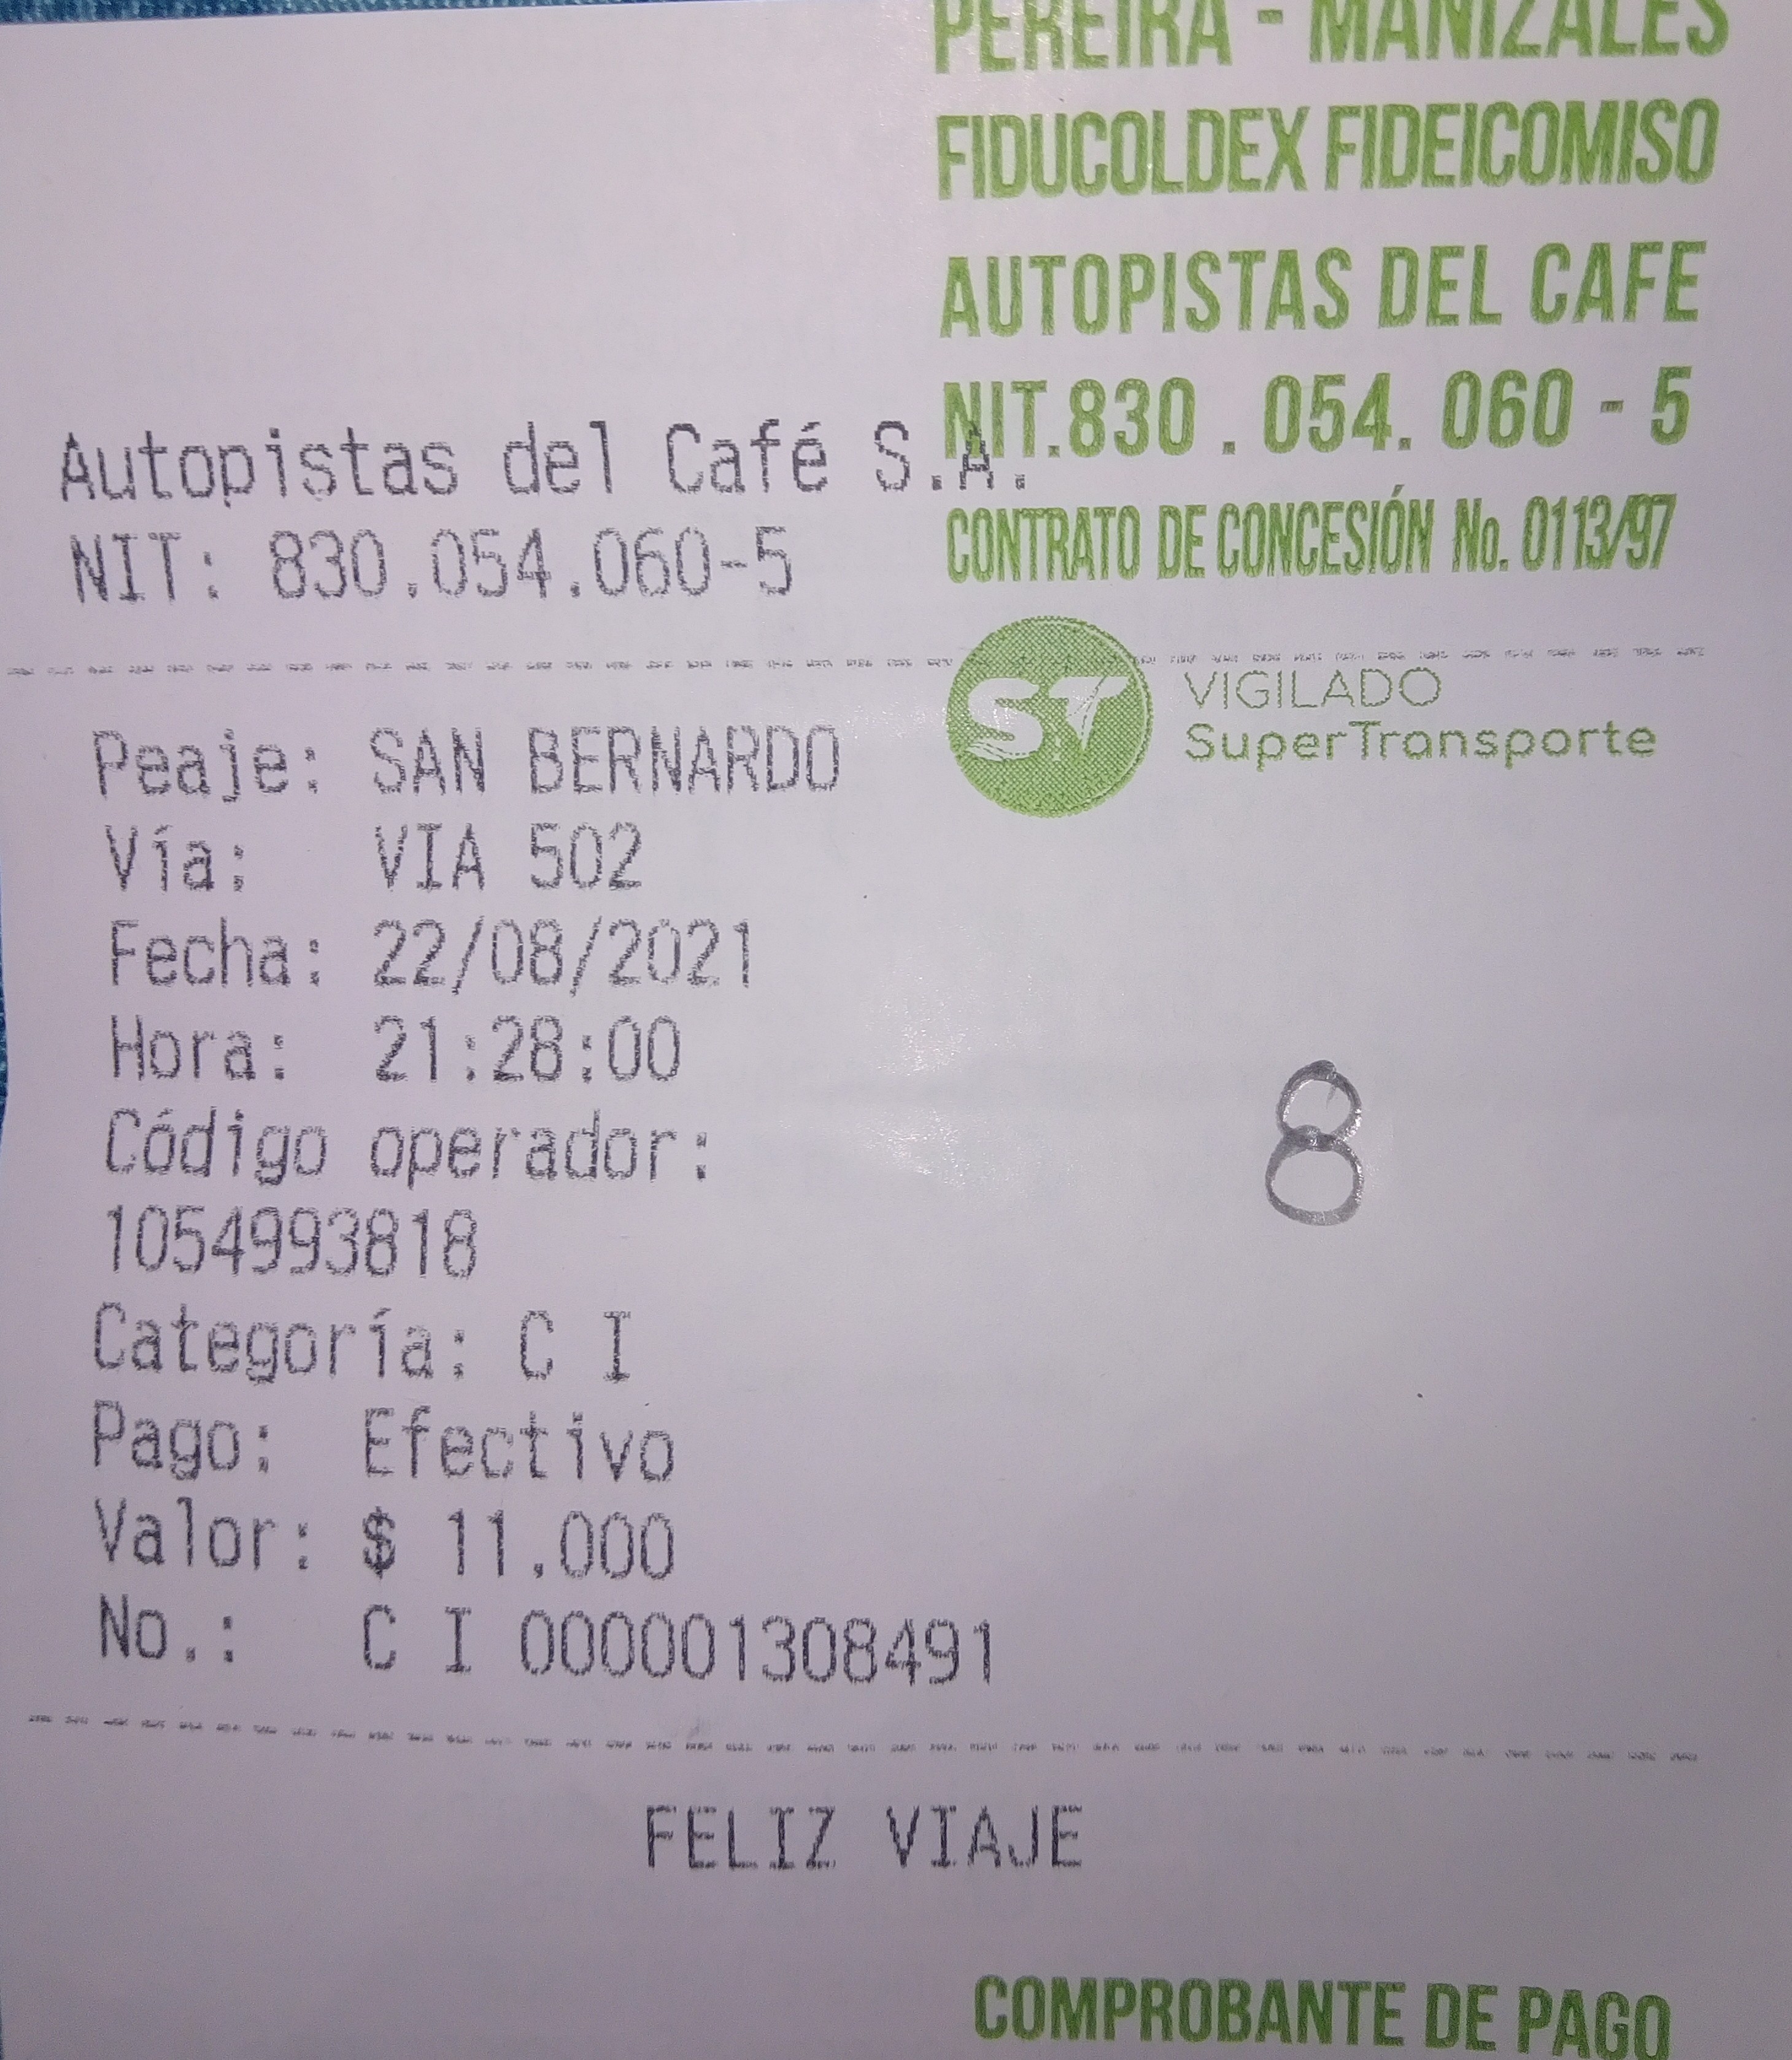 PEREIRA - MANIZALES
FIDUCOLDEX FIDEICOMISO
AUTOPISTAS DEL CAFE
NIT.830 . 054. 060 - 5
CONTRATO DE CONCESIÓN No. 0113/97
ST VIGILADO
SuperTransporte
Autopistas del Café S.A.
NIT: 830.054.060-5
Peaje: SAN BERNARDO
Vía: VIA 502
Fecha: 22/08/2021
Hora: 21:28:00
Código operador:
1054993818
Categoría: C I
Pago: Efectivo
Valor: $ 11.000
No.: C I 000001308491
8
FELIZ VIAJE
COMPROBANTE DE PAGO